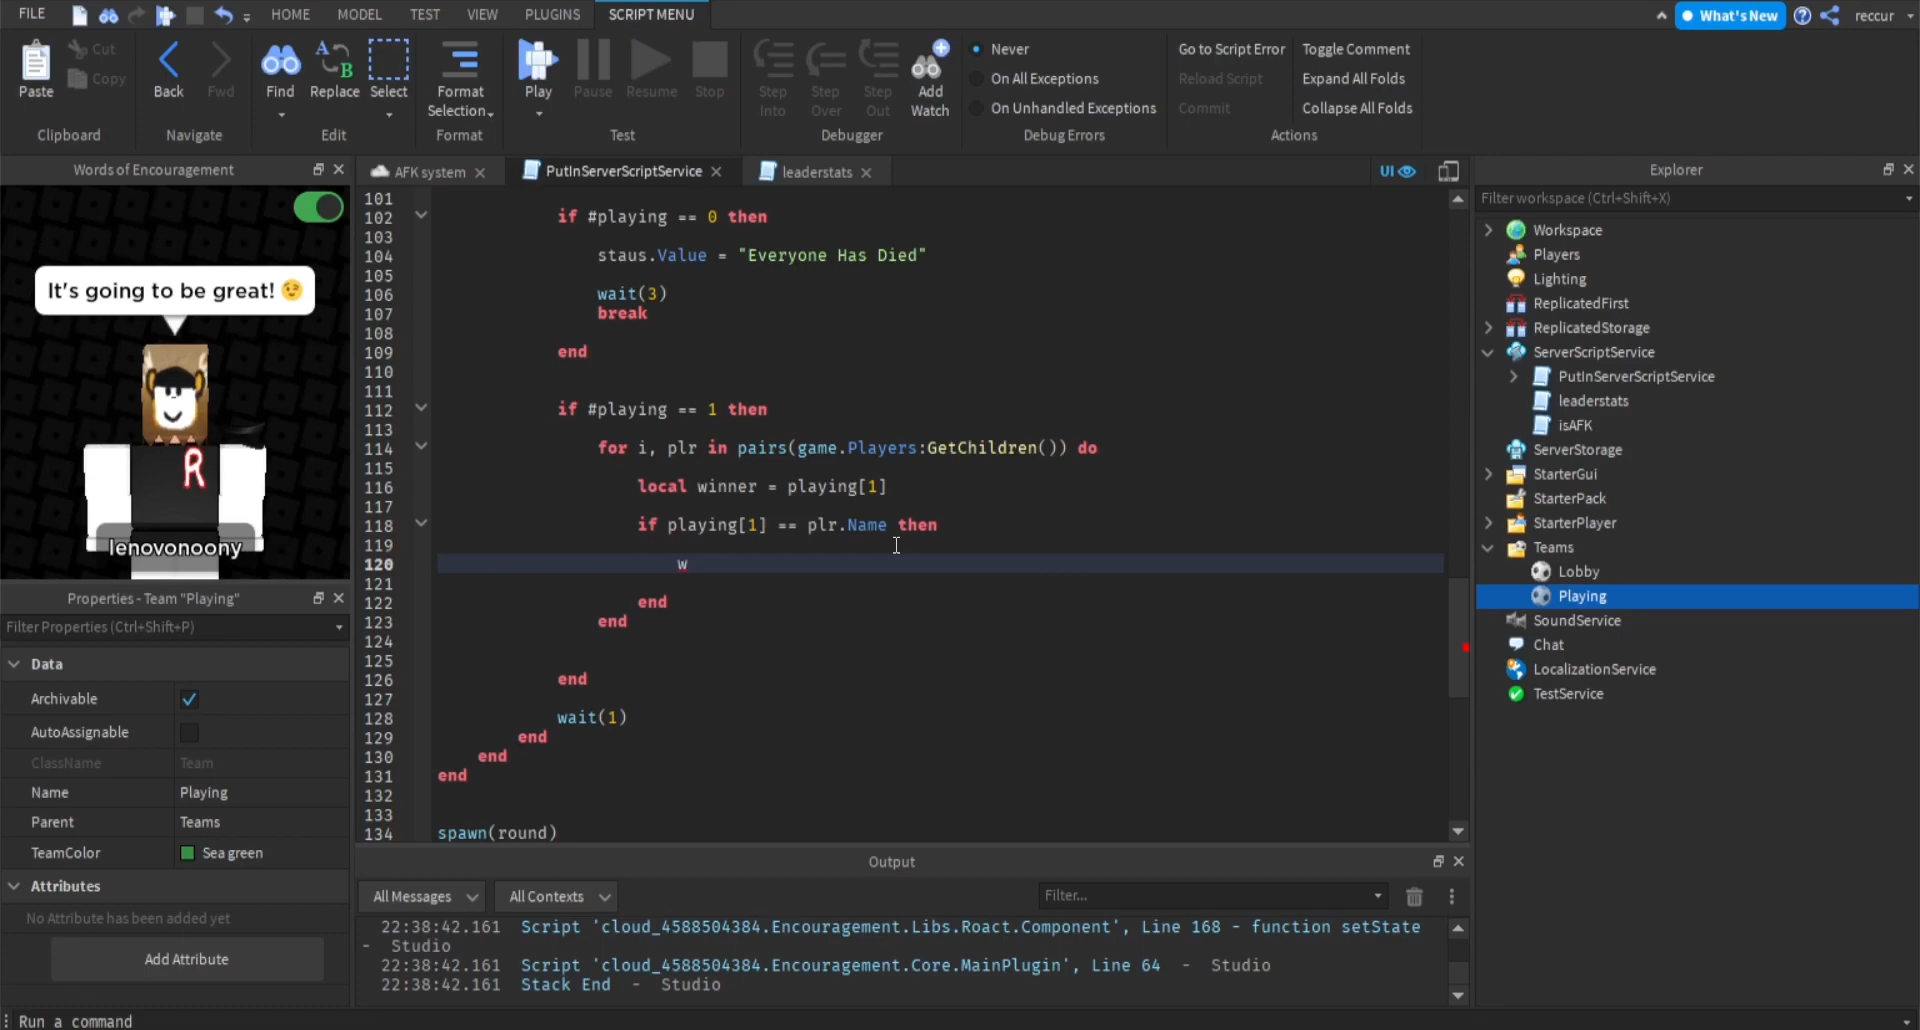 FILE HOME MODEL TEST VIEW PLUGINS SCRIPT MENU What's New reccur
Paste Cut Copy Back Fwd Find Replace Select Format Selection Play Pause Resume Stop Step Into Step Over Step Out Add Watch
Never Go to Script Error Toggle Comment
On All Exceptions Reload Script Expand All Folds
On Unhandled Exceptions Commit Collapse All Folds
Clipboard Navigate Edit Format Test Debugger Debug Errors Actions
Words of Encouragement
It's going to be great! 😉
R
lenovonoony
Properties - Team "Playing"
Filter Properties (Ctrl+Shift+P)
Data
Archivable
AutoAssignable
ClassName Team
Name Playing
Parent Teams
TeamColor Sea green
Attributes
No Attribute has been added yet
Add Attribute
AFK system PutInServerScriptService leaderstats UI
101
102 if #playing == 0 then
103
104 staus.Value = "Everyone Has Died"
105
106 wait(3)
107 break
108
109 end
110
111
112 if #playing == 1 then
113
114 for i, plr in pairs(game.Players:GetChildren()) do
115
116 local winner = playing[1]
117
118 if playing[1] == plr.Name then
119
120 w
121
122 end
123 end
124
125
126 end
127
128 wait(1)
129 end
130 end
131 end
132
133
134 spawn(round)
Output
All Messages All Contexts Filter...
22:38:42.161 Script 'cloud_4588504384.Encouragement.Libs.Roact.Component', Line 168 - function setState
- Studio
22:38:42.161 Script 'cloud_4588504384.Encouragement.Core.MainPlugin', Line 64 - Studio
22:38:42.161 Stack End - Studio
Run a command
Explorer
Filter workspace (Ctrl+Shift+X)
Workspace
Players
Lighting
ReplicatedFirst
ReplicatedStorage
ServerScriptService
PutInServerScriptService
leaderstats
isAFK
ServerStorage
StarterGui
StarterPack
StarterPlayer
Teams
Lobby
Playing
SoundService
Chat
LocalizationService
TestService